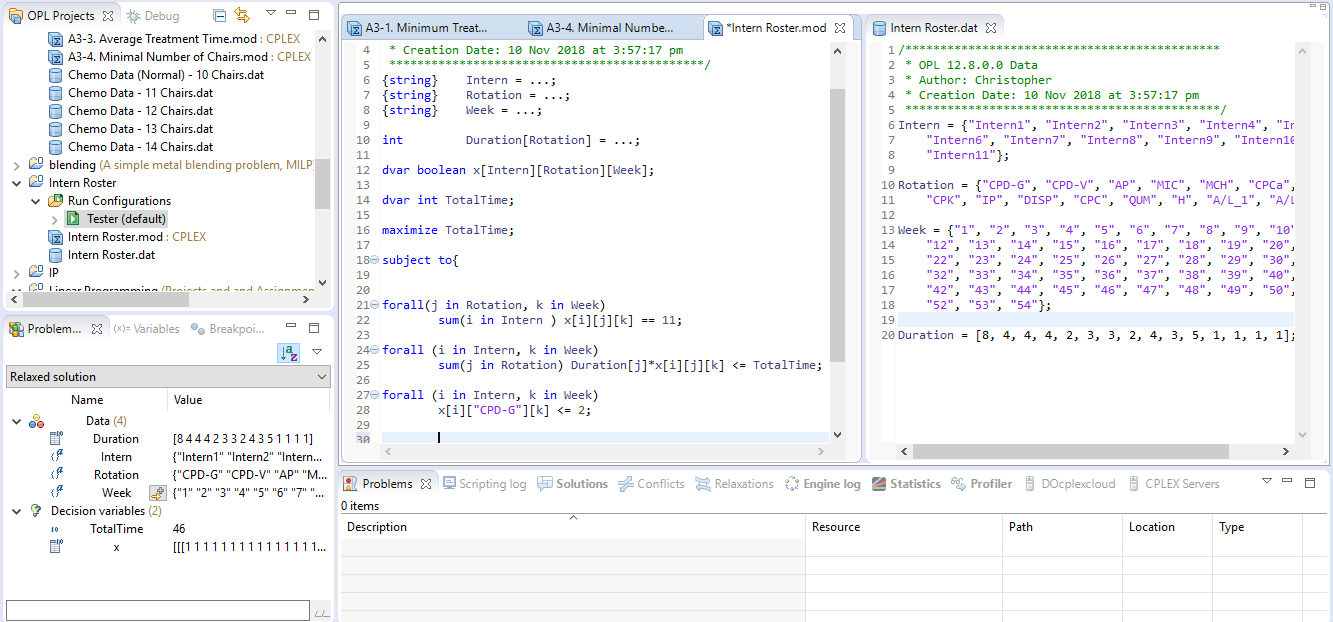 OPL Projects
Debug
A3-3. Average Treatment Time.mod : CPLEX
A3-4. Minimal Number of Chairs.mod : CPLEX
Chemo Data (Normal) - 10 Chairs.dat
Chemo Data - 11 Chairs.dat
Chemo Data - 12 Chairs.dat
Chemo Data - 13 Chairs.dat
Chemo Data - 14 Chairs.dat
blending (A simple metal blending problem, MILP
Intern Roster
Run Configurations
Tester (default)
Intern Roster.mod : CPLEX
Intern Roster.dat
IP
Linear Programming (Projects and and Assignment
Problem...
(x)= Variables
Breakpoi...
Relaxed solution
Name Value
Data (4)
Duration [8 4 4 4 2 3 3 2 4 3 5 1 1 1 1]
Intern {"Intern1" "Intern2" "Intern...
Rotation {"CPD-G" "CPD-V" "AP" "M...
Week {"1" "2" "3" "4" "5" "6" "7" "...
Decision variables (2)
TotalTime 46
x [[[1 1 1 1 1 1 1 1 1 1 1 1 1 1 1...
A3-1. Minimum Treat...
A3-4. Minimal Numbe...
*Intern Roster.mod
4 * Creation Date: 10 Nov 2018 at 3:57:17 pm
5 *********************************************/
6 {string} Intern = ...;
7 {string} Rotation = ...;
8 {string} Week = ...;
9
10 int Duration[Rotation] = ...;
11
12 dvar boolean x[Intern][Rotation][Week];
13
14 dvar int TotalTime;
15
16 maximize TotalTime;
17
18 subject to{
19
20
21 forall(j in Rotation, k in Week)
22 sum(i in Intern ) x[i][j][k] == 11;
23
24 forall (i in Intern, k in Week)
25 sum(j in Rotation) Duration[j]*x[i][j][k] <= TotalTime;
26
27 forall (i in Intern, k in Week)
28 x[i]["CPD-G"][k] <= 2;
29
30
Intern Roster.dat
1 /*********************************************
2 * OPL 12.8.0.0 Data
3 * Author: Christopher
4 * Creation Date: 10 Nov 2018 at 3:57:17 pm
5 *********************************************/
6 Intern = {"Intern1", "Intern2", "Intern3", "Intern4", "In
7 "Intern6", "Intern7", "Intern8", "Intern9", "Intern10
8 "Intern11"};
9
10 Rotation = {"CPD-G", "CPD-V", "AP", "MIC", "MCH", "CPCa",
11 "CPK", "IP", "DISP", "CPC", "QUM", "H", "A/L_1", "A/L
12
13 Week = {"1", "2", "3", "4", "5", "6", "7", "8", "9", "10"
14 "12", "13", "14", "15", "16", "17", "18", "19", "20",
15 "22", "23", "24", "25", "26", "27", "28", "29", "30",
16 "32", "33", "34", "35", "36", "37", "38", "39", "40",
17 "42", "43", "44", "45", "46", "47", "48", "49", "50",
18 "52", "53", "54"};
19
20 Duration = [8, 4, 4, 4, 2, 3, 3, 2, 4, 3, 5, 1, 1, 1, 1];
Problems
Scripting log
Solutions
Conflicts
Relaxations
Engine log
Statistics
Profiler
DOcplexcloud
CPLEX Servers
0 items
Description Resource Path Location Type